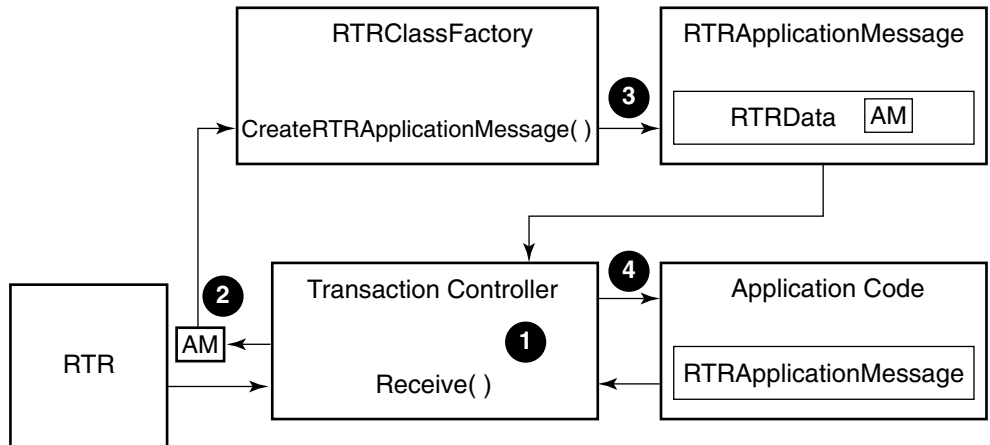 RTRClassFactory
RTRApplicationMessage
3
RTRData AM
CreateRTRApplicationMessage( )
2
4
Transaction Controller
Application Code
AM
1
RTR
Receive( )
RTRApplicationMessage